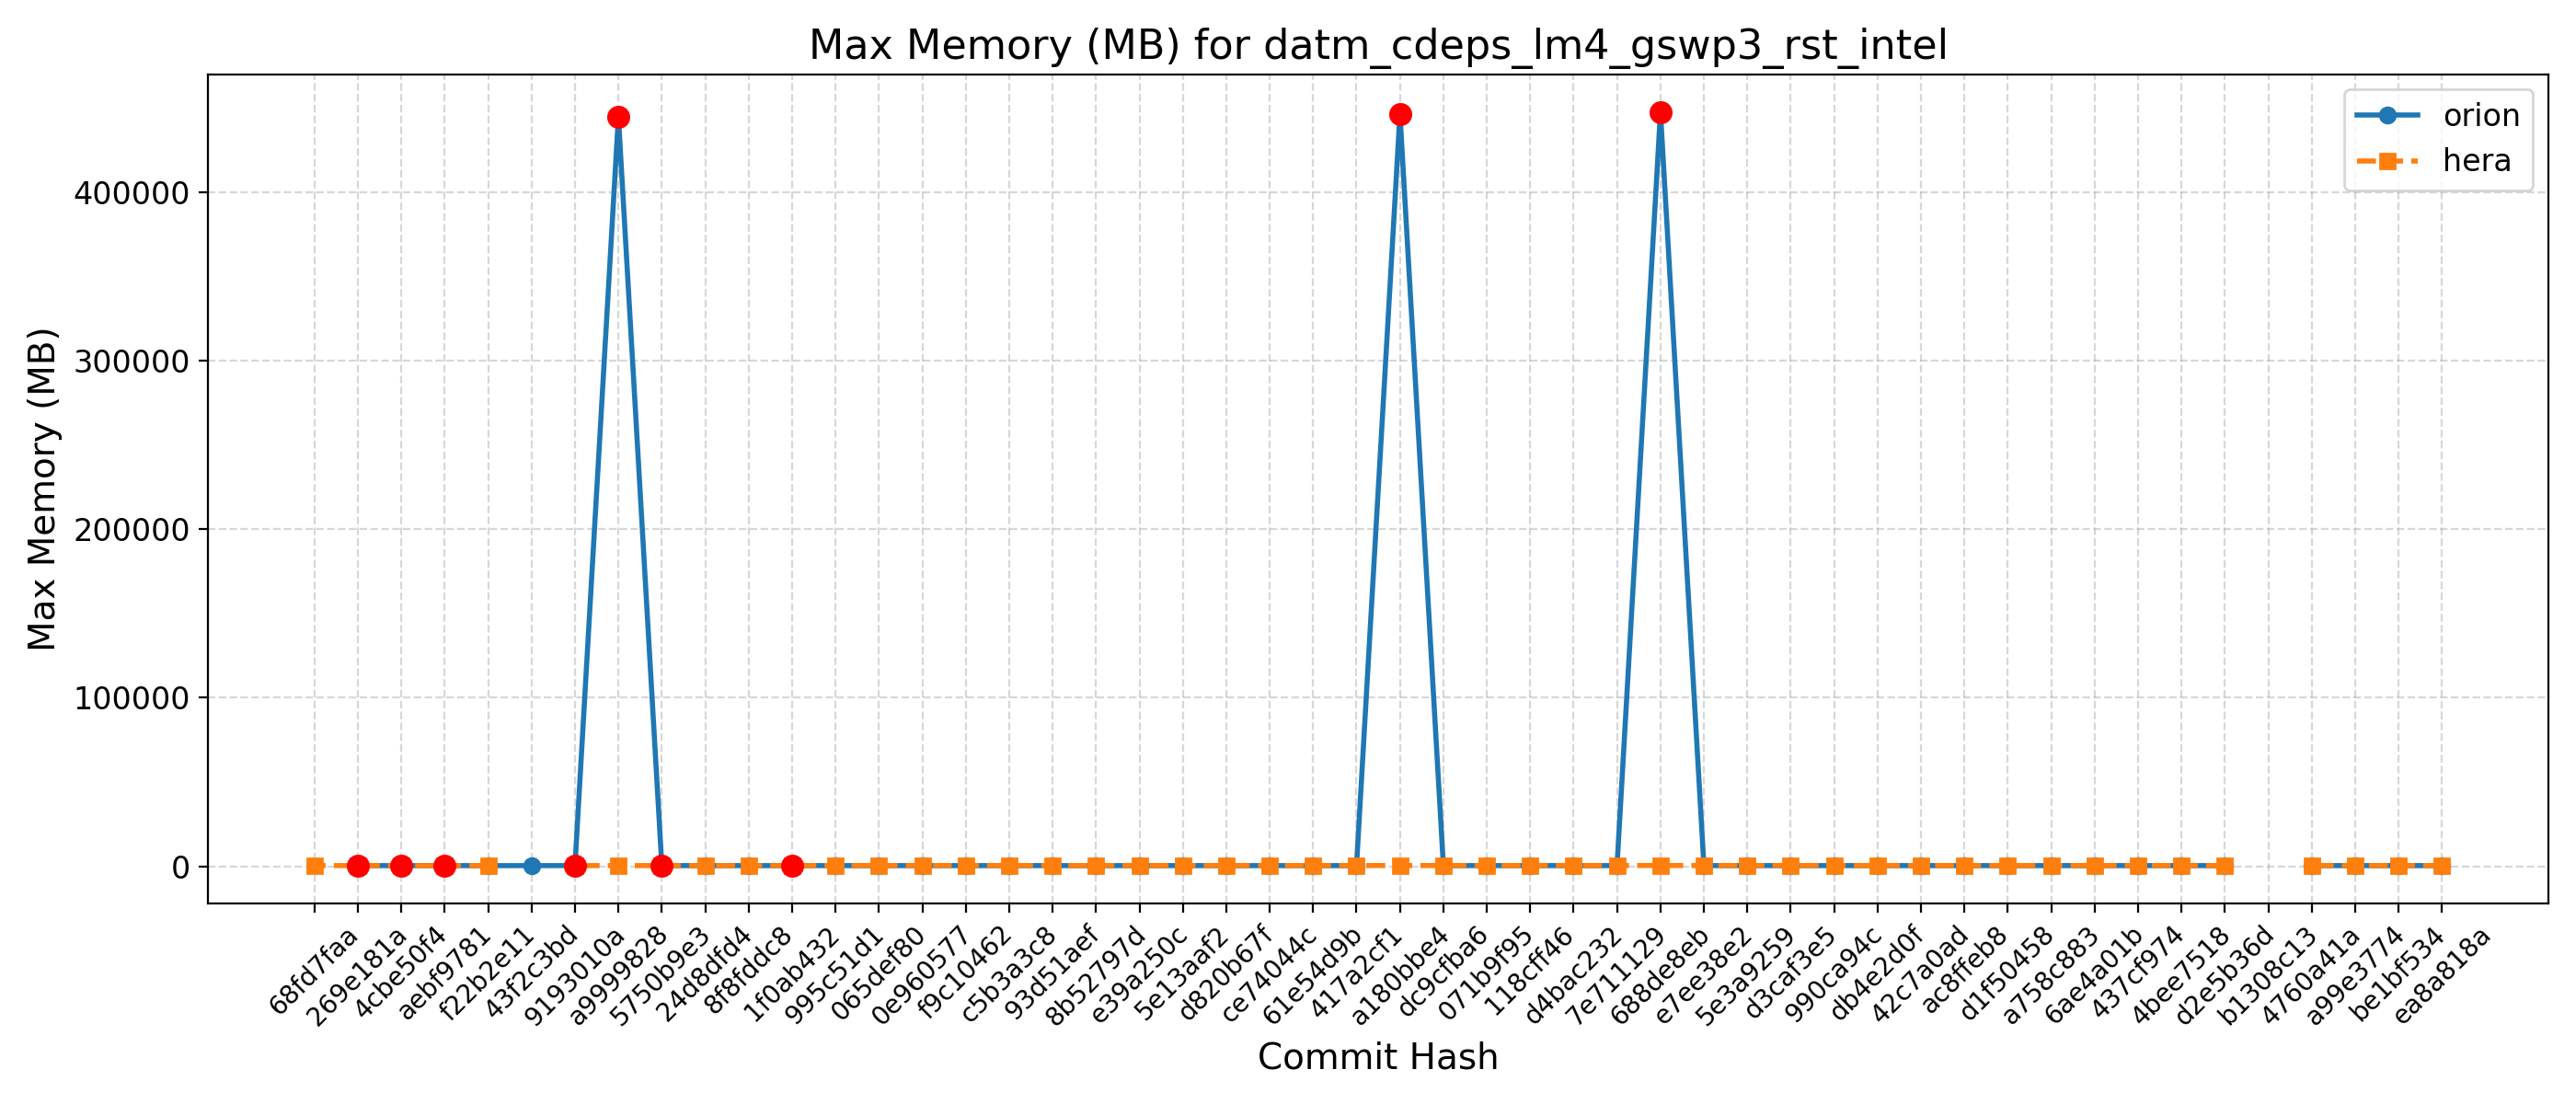 Max Memory (MB) for datm_cdeps_lm4_gswp3_rst_intel
orion
hera
Max Memory (MB)
400000
300000
200000
100000
0
68fd7faa
269e181a
4cbe50f4
aebf9781
f22b2e11
43f2c3bd
9193010a
a9999828
5750b9e3
24d8dfd4
8f8fddc8
1f0ab432
995c51d1
065def80
0e960577
f9c10462
c5b3a3c8
93d51aef
8b52797d
e39a250c
5e13aaf2
d820b67f
ce74044c
61e54d9b
417a2cf1
a180bbe4
dc9cfba6
071b9f95
118cff46
d4bac232
7e711129
688de8eb
e7ee38e2
5e3a9259
d3caf3e5
990ca94c
db4e2d0f
42c7a0ad
ac8ffeb8
d1f50458
a758c883
6ae4a01b
437cf974
4bee7518
d2e5b36d
b1308c13
4760a41a
a99e3774
be1bf534
ea8a818a
Commit Hash